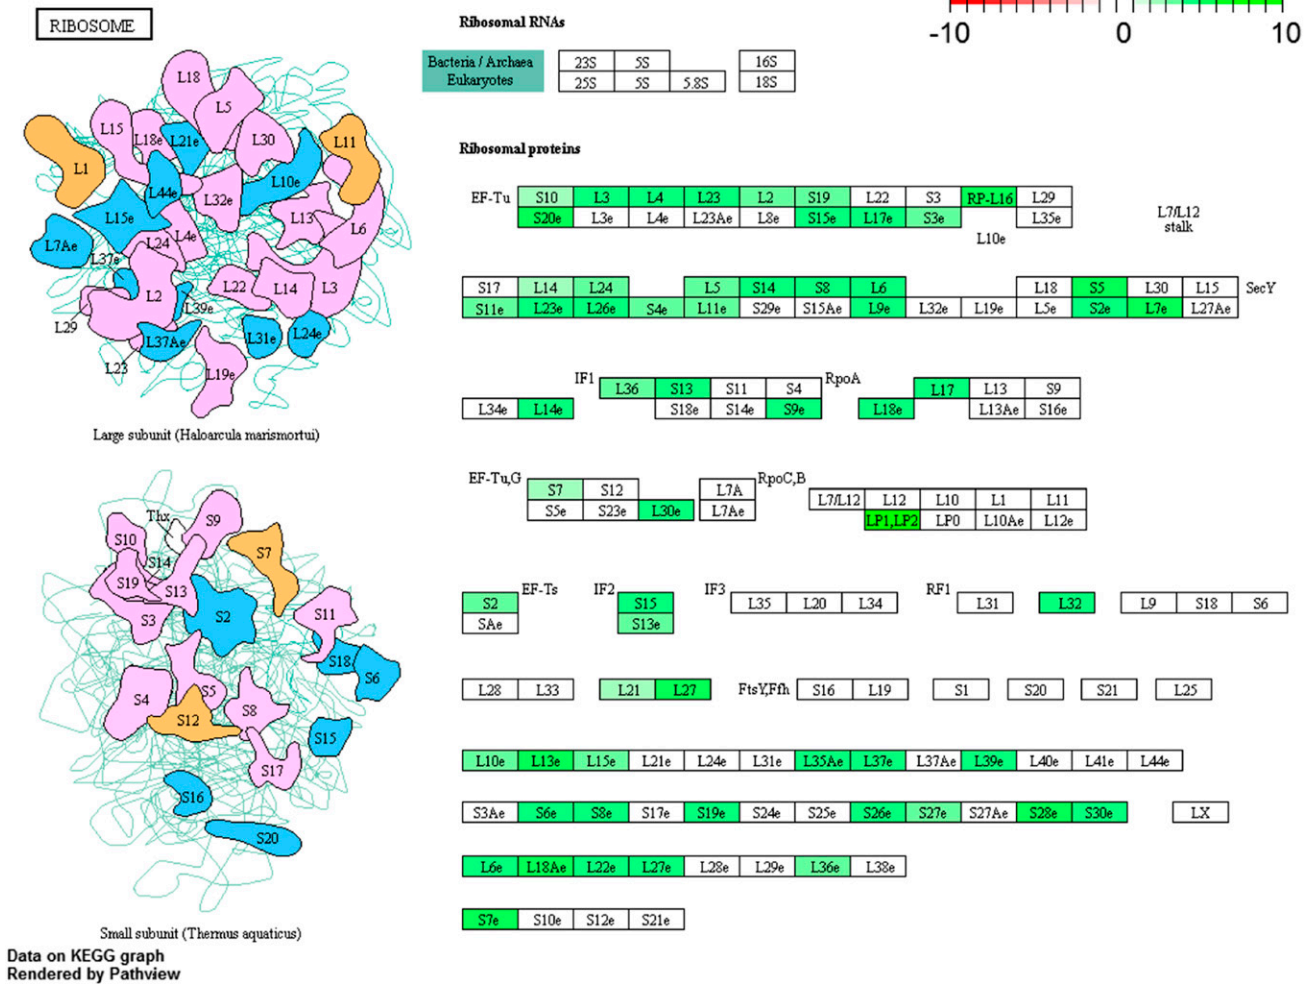 RIBOSOME
-10 0 10
L18
L5
L15
L18e
L21e
L30
L11
L1
L44e
L10e
L32e
L15e
L13
L6
L7Ae
L24
L4e
L37e
L2
L22
L14
L3
L39e
L29
L37Ae
L31e
L24e
L23
L19e
Large subunit (Haloarcula marismortui)
Thx
S9
S10
S14
S7
S19
S13
S3
S2
S11
S18
S6
S4
S5
S12
S8
S15
S17
S16
S20
Small subunit (Thermus aquaticus)
Data on KEGG graph
Rendered by Pathview
Ribosomal RNAs
Bacteria / Archaea 23S 5S 16S
Eukaryotes 25S 5S 5.8S 18S
Ribosomal proteins
EF-Tu S10 L3 L4 L23 L2 S19 L22 S3 RP-L16 L29
S20e L3e L4e L23Ae L8e S15e L17e S3e L35e
L10e
L7/L12
stalk
S17 L14 L24 L5 S14 S8 L6 L18 S5 L30 L15 SecY
S11e L23e L26e S4e L11e S29e S15Ae L9e L32e L19e L5e S2e L7e L27Ae
IF1 L36 S13 S11 S4 RpoA L17 L13 S9
L34e L14e S18e S14e S9e L18e L13Ae S16e
EF-Tu,G S7 S12 L7A RpoC,B L7/L12 L12 L10 L1 L11
S5e S23e L30e L7Ae LP1,LP2 LP0 L10Ae L12e
S2 EF-Ts IF2 S15 IF3 L35 L20 L34 RF1 L31 L32 L9 S18 S6
SAe S13e
L28 L33 L21 L27 FtsY,Ffh S16 L19 S1 S20 S21 L25
L10e L13e L15e L21e L24e L31e L35Ae L37e L37Ae L39e L40e L41e L44e
S3Ae S6e S8e S17e S19e S24e S25e S26e S27e S27Ae S28e S30e LX
L6e L18Ae L22e L27e L28e L29e L36e L38e
S7e S10e S12e S21e